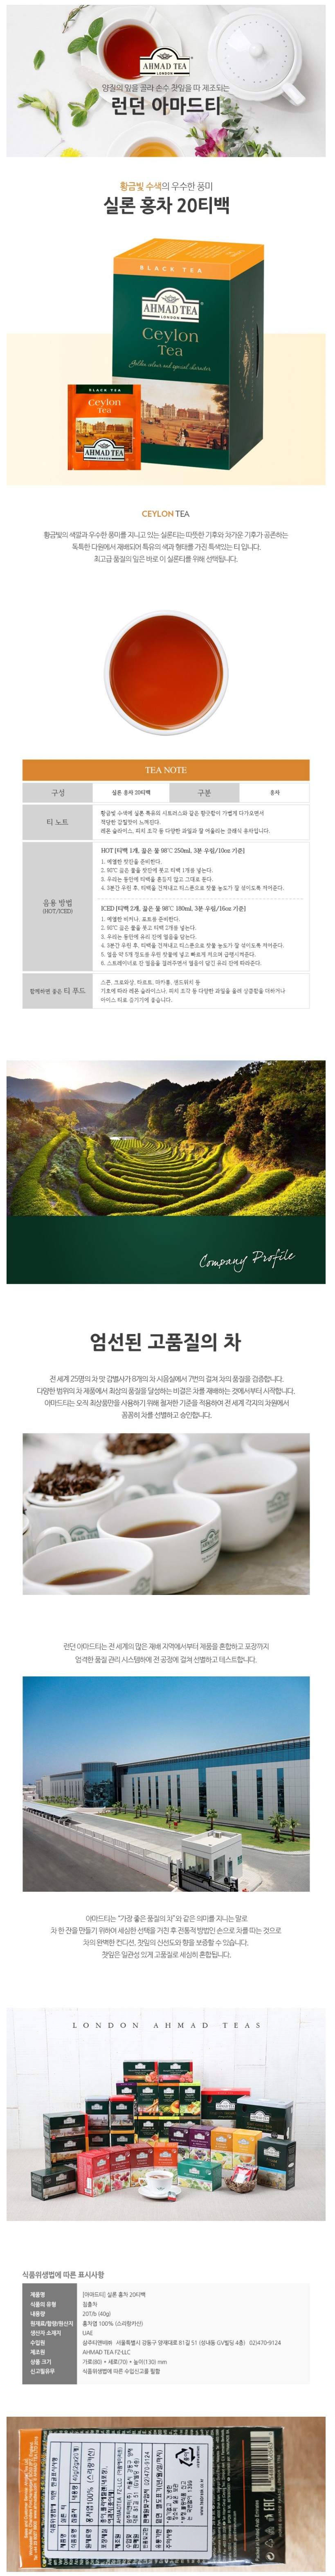 AHMAD TEA
LONDON
양질의 잎을 골라 손수 찻잎을 따 제조되는
런던 아마드티
황금빛 수색의 우수한 풍미
실론 홍차 20티백
BLACK TEA
AHMAD TEA
LONDON
Ceylon
Tea
Golden colour and special character
BLACK TEA
Ceylon
Tea
AHMAD TEA
LONDON
CEYLON TEA
황금빛의 색깔과 우수한 풍미를 지니고 있는 실론티는 따뜻한 기후와 차가운 기후가 공존하는
독특한 다원에서 재배되어 특유의 색과 형태를 가진 특색있는 티 입니다.
최고급 품질의 잎은 바로 이 실론티를 위해 선택됩니다.
TEA NOTE
구성 실론 홍차 20티백 구분 홍차
티 노트
황금빛 수색에 실론 특유의 시트러스와 같은 향긋함이 가볍게 다가오면서
적당한 깊힘맛이 느껴진다.
레몬 슬라이스, 피치 조각 등 다양한 과일과 잘 어울리는 클래식 홍차입니다.
음용 방법
(HOT/ICED)
HOT [티백 1개, 끓은 물 98℃ 250ml, 3분 우림/10oz 기준]
1. 예열한 찻잔을 준비한다.
2. 98℃ 끓은 물을 찻잔에 붓고 티백 1개를 넣는다.
3. 우리는 동안에 티백을 흔들지 않고 그대로 둔다.
4. 3분간 우린 후, 티백을 건져내고 티스푼으로 찻물 농도가 잘 섞이도록 저어준다.
ICED [티백 2개, 끓은 물 98℃ 180ml, 3분 우림/16oz 기준]
1. 예열한 비커나, 포트를 준비한다.
2. 98℃ 끓은 물을 붓고 티백 2개를 넣는다.
3. 우리는 동안에 유리 잔에 얼음을 담는다.
4. 3분간 우린 후, 티백을 건져내고 티스푼으로 찻물 농도가 잘 섞이도록 저어준다.
5. 얼음 약 5개 정도를 우린 찻물에 넣고 빠르게 저으며 급랭시켜준다.
6. 스트레이너로 잔 얼음을 걸러주면서 얼음이 담긴 유리 잔에 따라준다.
함께하면 좋은 티 푸드
스콘, 크로와상, 타르트, 마카롱, 샌드위치 등
기호에 따라 레몬 슬라이스나, 피치 조각 등 다양한 과일을 올려 상큼함을 더하거나
아이스 티로 즐기기에 좋습니다.
Company Profile
엄선된 고품질의 차
전 세계 25명의 차 맛 감별사가 8개의 차 시음실에서 7번의 걸쳐 차의 품질을 검증합니다.
다양한 범위의 차 제품에서 최상의 품질을 달성하는 비결은 차를 재배하는 것에서부터 시작합니다.
아마드티는 오직 최상품만을 사용하기 위해 철저한 기준을 적용하여 전 세계 각지의 차원에서
꼼꼼히 차를 선별하고 승인합니다.
런던 아마드티는 전 세계의 많은 재배 지역에서부터 제품을 혼합하고 포장까지
엄격한 품질 관리 시스템하에 전 공정에 걸쳐 선별하고 테스트합니다.
아마드티는 "가장 좋은 품질의 차"와 같은 의미를 지니는 말로
차 한 잔을 만들기 위하여 세심한 선택을 거친 후 전통적 방법인 손으로 차를 따는 것으로
차의 완벽한 컨디션, 찻잎의 신선도와 향을 보증할 수 있습니다.
찻잎은 일관성 있게 고품질로 세심히 혼합됩니다.
LONDON AHMAD TEAS
식품위생법에 따른 표시사항
제품명 [아마드티] 실론 홍차 20티백
식품의 유형 침출차
내용량 20T/b (40g)
원재료/함량/원산지 홍차엽 100% (스리랑카산)
생산자 소재지 UAE
수입원 ㈜주티앤바㈜ 서울특별시 강동구 양재대로 81길 51 (성내동 GV빌딩 4층) 02)470-9124
제조원 AHMAD TEA FZ-LLC
상품 크기 가로(80) * 세로(70) * 높이(130) mm
신고필유무 식품위생법에 따른 수입신고를 필함